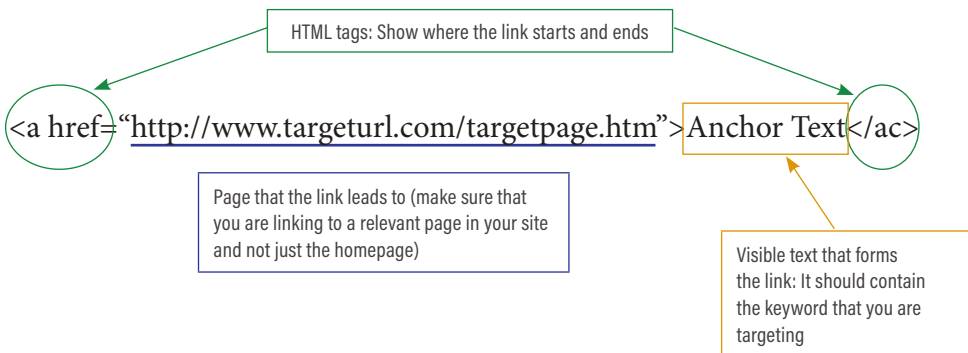 HTML tags: Show where the link starts and ends
<a href=“http://www.targeturl.com/targetpage.htm”>Anchor Text</ac>
Page that the link leads to (make sure that
you are linking to a relevant page in your site
and not just the homepage)
Visible text that forms
the link: It should contain
the keyword that you are
targeting